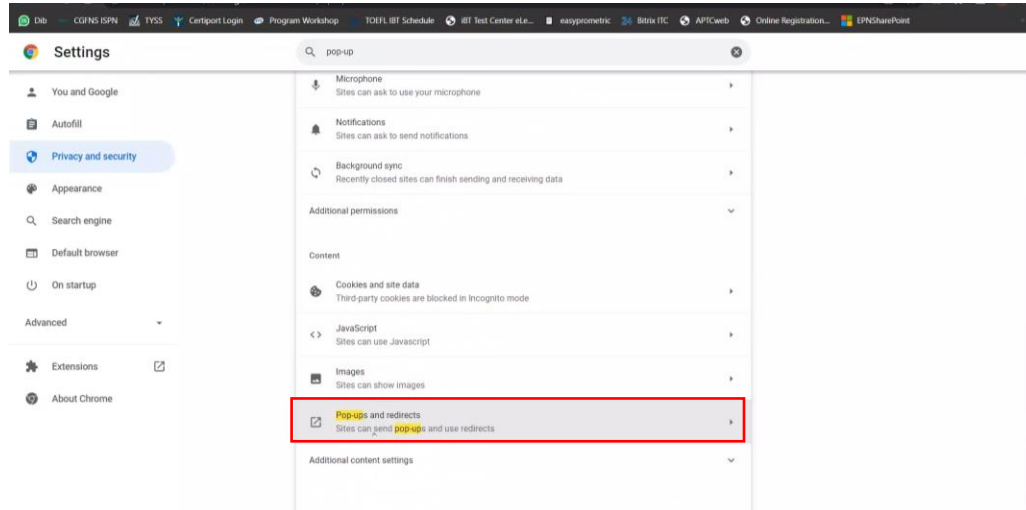 Dib CGFNS ISPN TYSS Certiport Login Program Workshop TOEFL IBT Schedule iBT Test Center eLe... easyprometric Bitrix ITC APTCweb Online Registration... EPNSharePoint
Settings
pop-up
You and Google
Autofill
Privacy and security
Appearance
Search engine
Default browser
On startup
Advanced
Extensions
About Chrome
Microphone
Sites can ask to use your microphone
Notifications
Sites can ask to send notifications
Background sync
Recently closed sites can finish sending and receiving data
Additional permissions
Content
Cookies and site data
Third-party cookies are blocked in Incognito mode
JavaScript
Sites can use Javascript
Images
Sites can show images
Pop-ups and redirects
Sites can send pop-ups and use redirects
Additional content settings